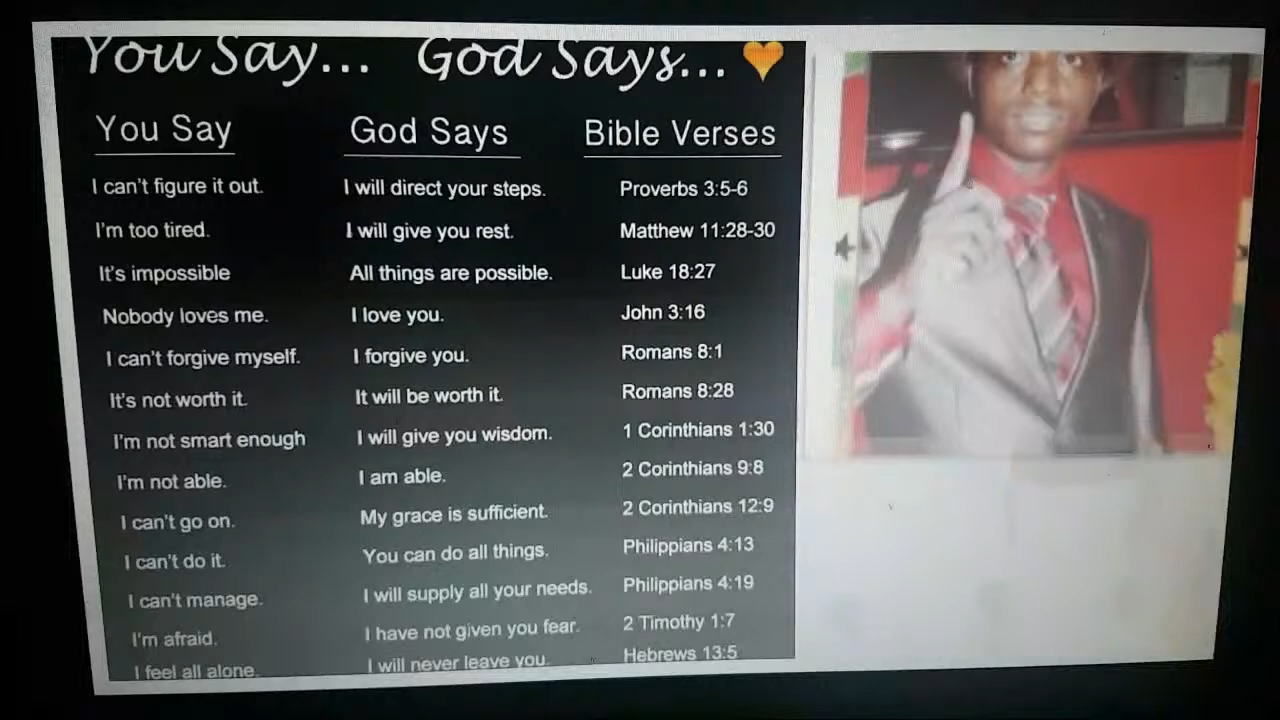 You Say... God Says...
You Say God Says Bible Verses
I can't figure it out. I will direct your steps. Proverbs 3:5-6
I'm too tired. I will give you rest. Matthew 11:28-30
It's impossible All things are possible. Luke 18:27
Nobody loves me. I love you. John 3:16
I can't forgive myself. I forgive you. Romans 8:1
It's not worth it. It will be worth it. Romans 8:28
I'm not smart enough I will give you wisdom. 1 Corinthians 1:30
I'm not able. I am able. 2 Corinthians 9:8
I can't go on. My grace is sufficient. 2 Corinthians 12:9
I can't do it. You can do all things. Philippians 4:13
I can't manage. I will supply all your needs. Philippians 4:19
I'm afraid. I have not given you fear. 2 Timothy 1:7
I feel all alone. I will never leave you. Hebrews 13:5